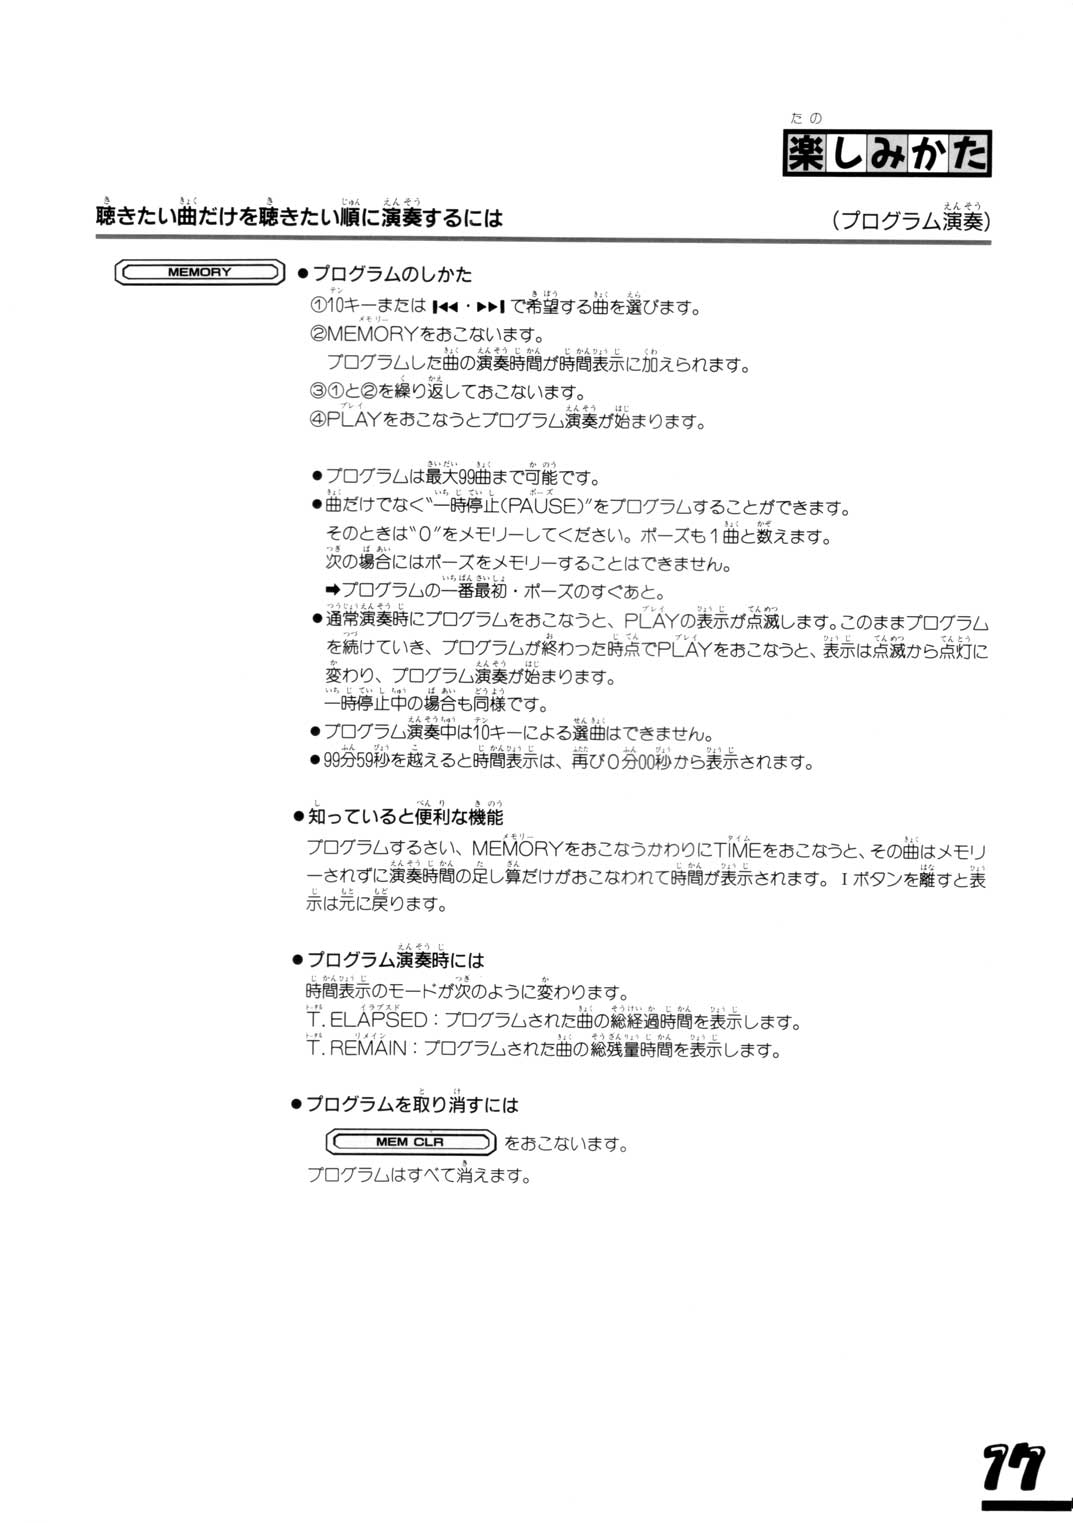 楽しみかた
聴きたい曲だけを聴きたい順に演奏するには (プログラム演奏)
MEMORY
●プログラムのしかた
①10キーまたは⏮・⏭で希望する曲を選びます。
②MEMORYをおこないます。
プログラムした曲の演奏時間が時間表示に加えられます。
③①と②を繰り返しておこないます。
④PLAYをおこなうとプログラム演奏が始まります。
●プログラムは最大99曲まで可能です。
●曲だけでなく“一時停止(PAUSE)”をプログラムすることができます。
そのときは“0”をメモリーしてください。ポーズも1曲と数えます。
次の場合にはポーズをメモリーすることはできません。
➡プログラムの一番最初・ポーズのすぐあと。
●通常演奏時にプログラムをおこなうと、PLAYの表示が点滅します。このままプログラム
を続けていき、プログラムが終わった時点でPLAYをおこなうと、表示は点滅から点灯に
変わり、プログラム演奏が始まります。
一時停止中の場合も同様です。
●プログラム演奏中は10キーによる選曲はできません。
●99分59秒を越えると時間表示は、再び0分00秒から表示されます。
●知っていると便利な機能
プログラムするさい、MEMORYをおこなうかわりにTIMEをおこなうと、その曲はメモリ
ーされずに演奏時間の足し算だけがおこなわれて時間が表示されます。Iボタンを離すと表
示は元に戻ります。
●プログラム演奏時には
時間表示のモードが次のように変わります。
T. ELAPSED：プログラムされた曲の総経過時間を表示します。
T. REMAIN：プログラムされた曲の総残量時間を表示します。
●プログラムを取り消すには
MEM CLR をおこないます。
プログラムはすべて消えます。
17